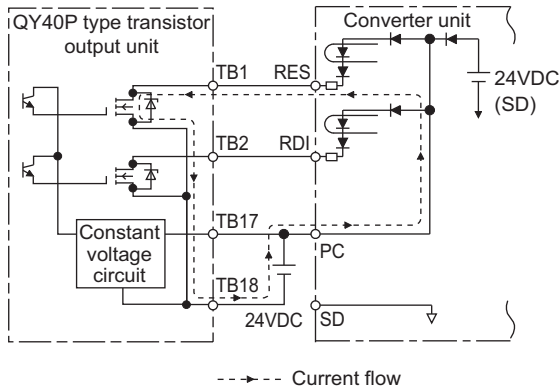 QY40P type transistor
output unit
Converter unit
TB1
RES
24VDC
(SD)
TB2
RDI
TB17
Constant
voltage
circuit
PC
TB18
24VDC
SD
Current flow